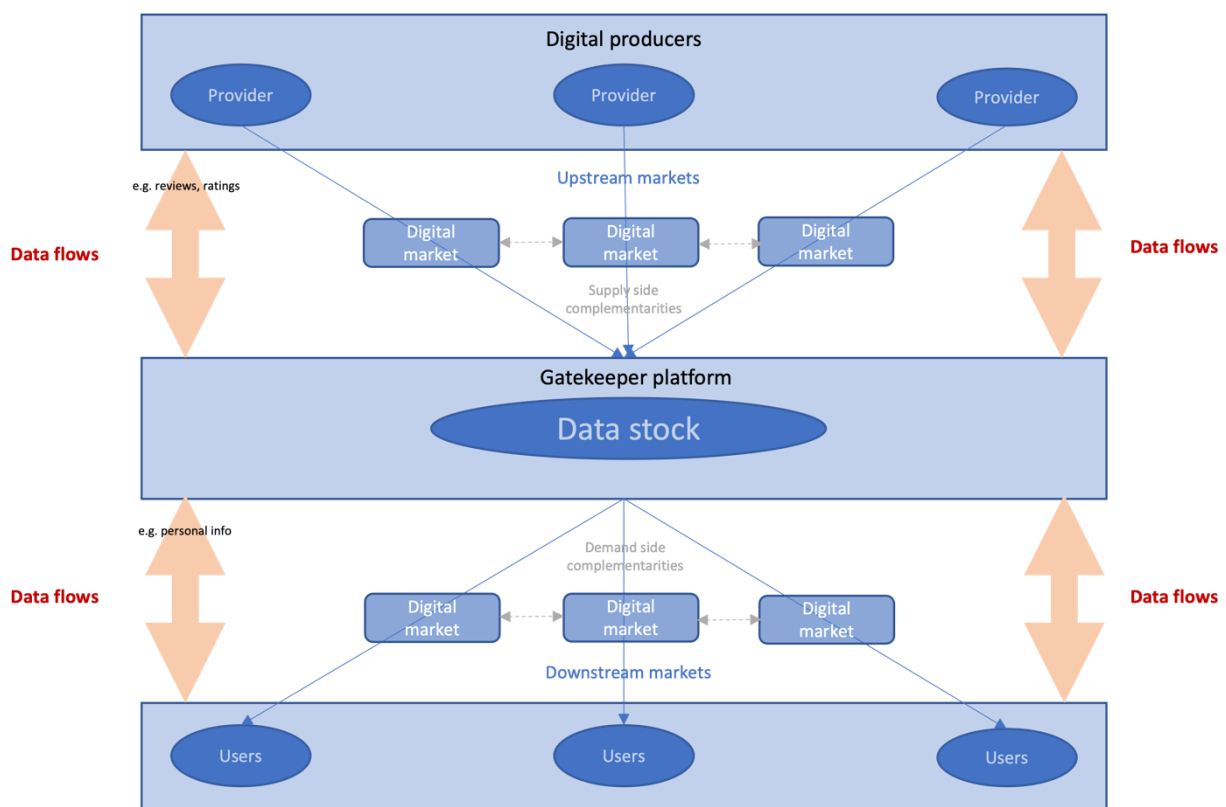 Digital producers
Provider
Provider
Provider
e.g. reviews, ratings
Upstream markets
Digital
market
Digital
market
Digital
market
Data flows
Data flows
Supply side
complementarities
Gatekeeper platform
Data stock
e.g. personal info
Demand side
complementarities
Data flows
Data flows
Digital
market
Digital
market
Digital
market
Downstream markets
Users
Users
Users